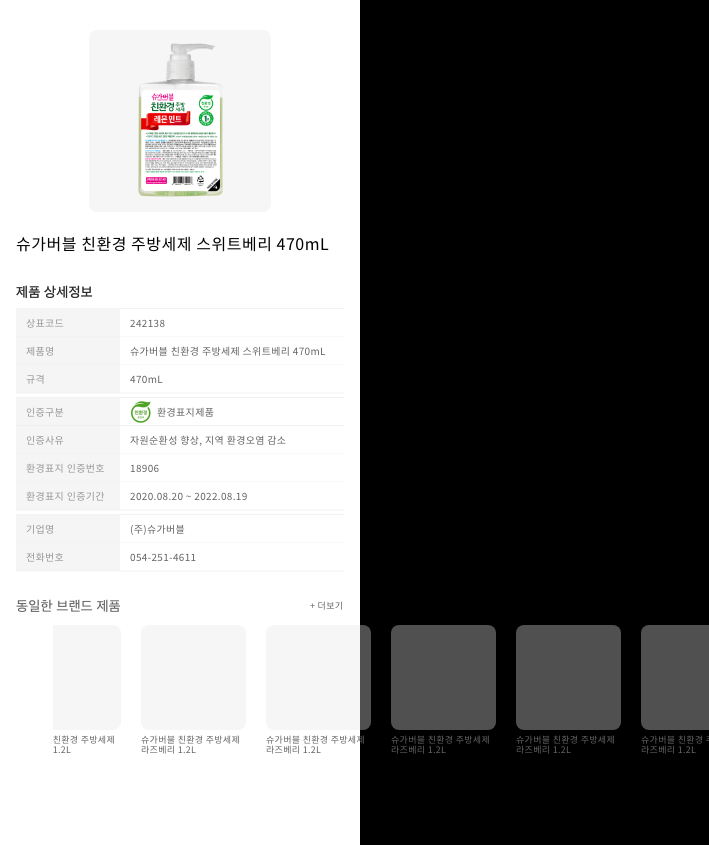 슈가버블
친환경 주방
세제
레몬 민트
슈가버블 친환경 주방세제 스위트베리 470mL
제품 상세정보
상표코드 242138
제품명 슈가버블 친환경 주방세제 스위트베리 470mL
규격 470mL
인증구분 친환경 환경표지제품
인증사유 자원순환성 향상, 지역 환경오염 감소
환경표지 인증번호 18906
환경표지 인증기간 2020.08.20 ~ 2022.08.19
기업명 (주)슈가버블
전화번호 054-251-4611
동일한 브랜드 제품 + 더보기
친환경 주방세제
1.2L
슈가버블 친환경 주방세제
라즈베리 1.2L
슈가버블 친환경 주방세제
라즈베리 1.2L
슈가버블 친환경 주방세제
라즈베리 1.2L
슈가버블 친환경 주방세제
라즈베리 1.2L
슈가버블 친환경
라즈베리 1.2L